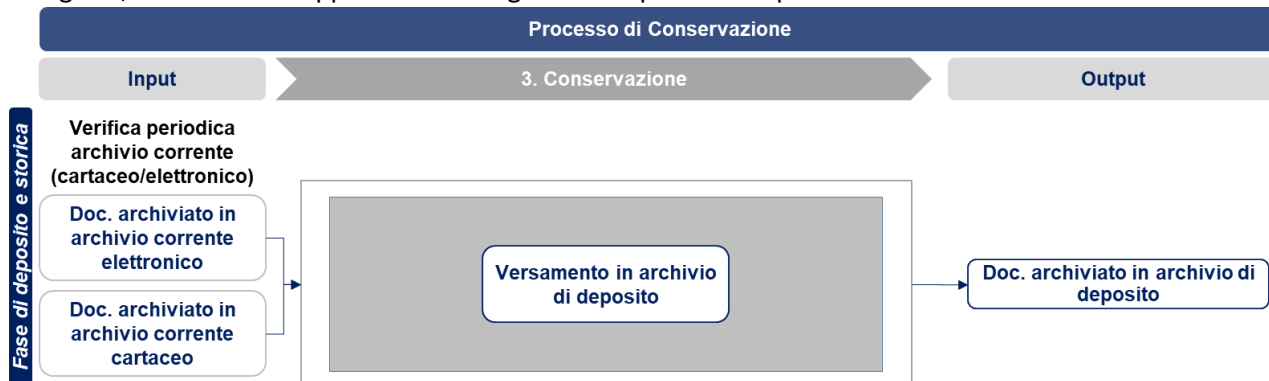 Processo di Conservazione
Input
3. Conservazione
Output
Fase di deposito e storica
Verifica periodica
archivio corrente
(cartaceo/elettronico)
Doc. archiviato in
archivio corrente
elettronico
Doc. archiviato in
archivio corrente
cartaceo
Versamento in archivio
di deposito
Doc. archiviato in archivio di
deposito